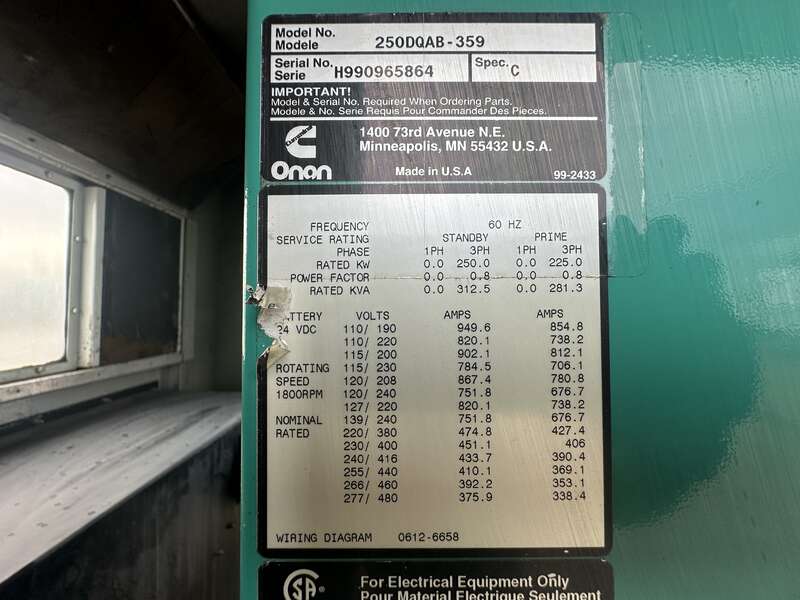 Model No.
Modele 250DQAB-359
Serial No. Spec.
Serie H990965864 C
IMPORTANT!
Model & Serial No. Required When Ordering Parts.
Modele & No. Serie Requis Pour Commander Des Pieces.
Cummins
Onan
1400 73rd Avenue N.E.
Minneapolis, MN 55432 U.S.A.
Made in U.S.A 99-2433
FREQUENCY 60 HZ
SERVICE RATING STANDBY PRIME
PHASE 1PH 3PH 1PH 3PH
RATED KW 0.0 250.0 0.0 225.0
POWER FACTOR 0.8 0.8
RATED KVA 0.0 312.5 0.0 281.3
VOLTS AMPS AMPS
24 VDC 110/ 190 949.6 854.8
110/ 220 820.1 738.2
115/ 200 902.1 812.1
ROTATING 115/ 230 784.5 706.1
SPEED 120/ 208 867.4 780.8
1800RPM 120/ 240 751.8 676.7
127/ 220 820.1 738.2
NOMINAL 139/ 240 751.8 676.7
RATED 220/ 380 474.8 427.4
230/ 400 451.1 406
240/ 416 433.7 390.4
255/ 440 410.1 369.1
266/ 460 392.2 353.1
277/ 480 375.9 338.4
WIRING DIAGRAM 0612-6658
CSA
For Electrical Equipment Only
Pour Material Electrique Seulement